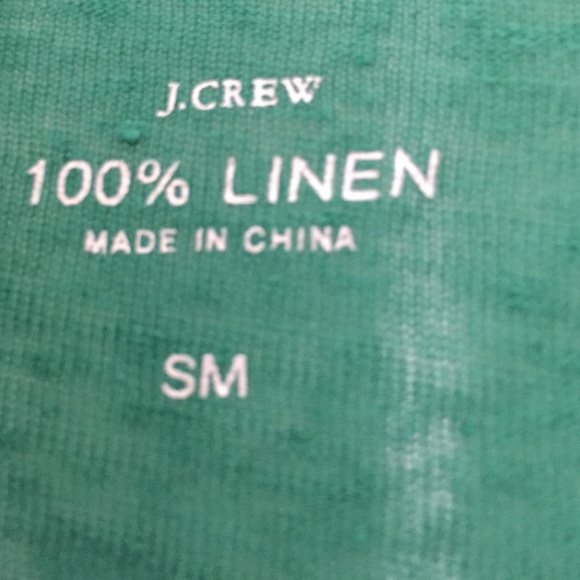 J.CREW
100% LINEN
MADE IN CHINA
SM